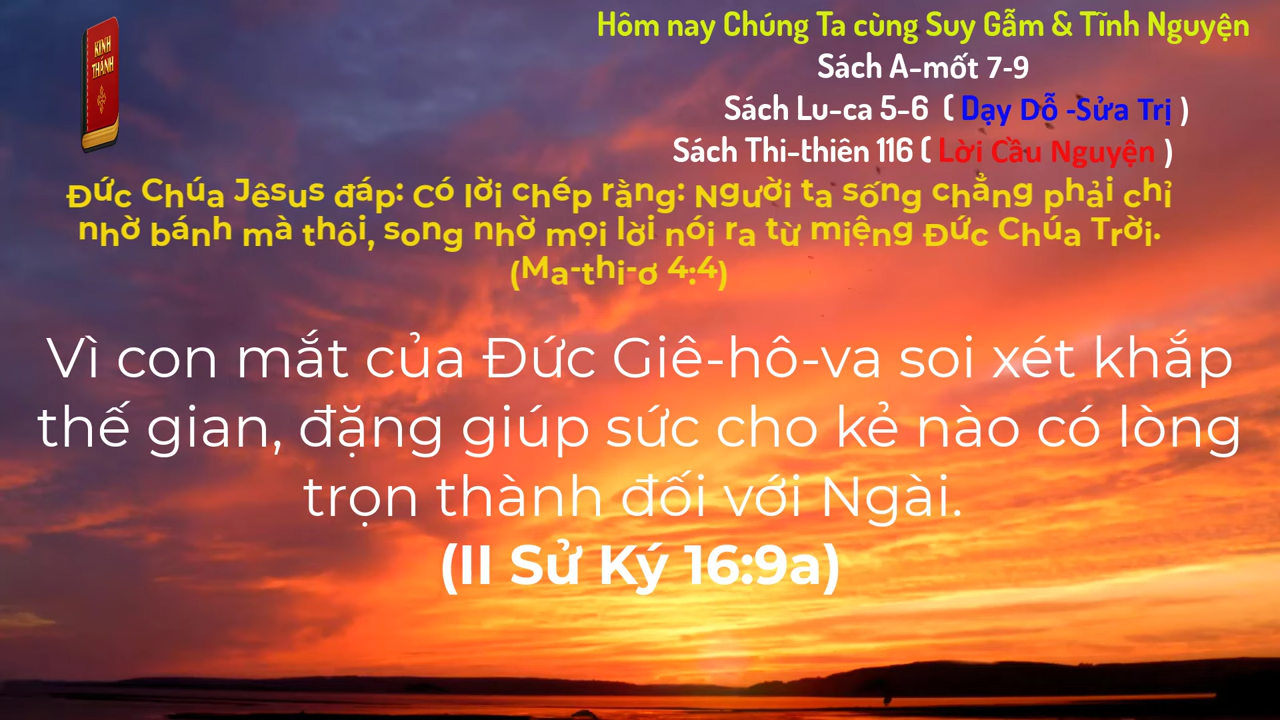 KINH
THÁNH
Hôm nay Chúng Ta cùng Suy Gẫm & Tĩnh Nguyện
Sách A-mốt 7-9
Sách Lu-ca 5-6 ( Dạy Dỗ -Sửa Trị )
Sách Thi-thiên 116 ( Lời Cầu Nguyện )
Đức Chúa Jêsus đáp: Có lời chép rằng: Người ta sống chẳng phải chỉ
nhờ bánh mà thôi, song nhờ mọi lời nói ra từ miệng Đức Chúa Trời.
(Ma-thi-ơ 4:4)
Vì con mắt của Đức Giê-hô-va soi xét khắp
thế gian, đặng giúp sức cho kẻ nào có lòng
trọn thành đối với Ngài.
(II Sử Ký 16:9a)